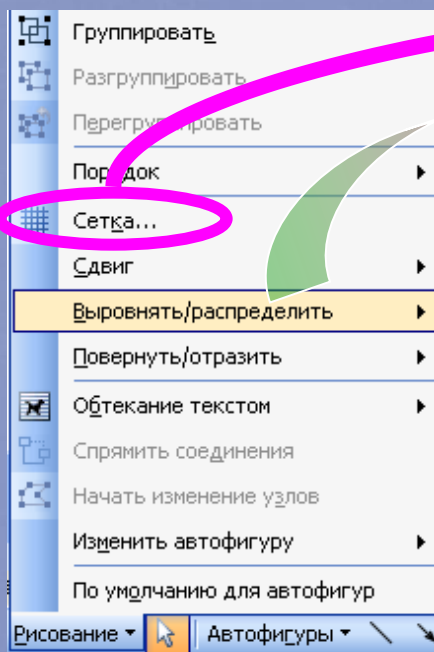 Группировать
Разгруппировать
Перегруппировать
Порядок
Сетка...
Сдвиг
Выровнять/распределить
Повернуть/отразить
Обтекание текстом
Спрямить соединения
Начать изменение узлов
Изменить автофигуру
По умолчанию для автофигур
Рисование Автофигуры